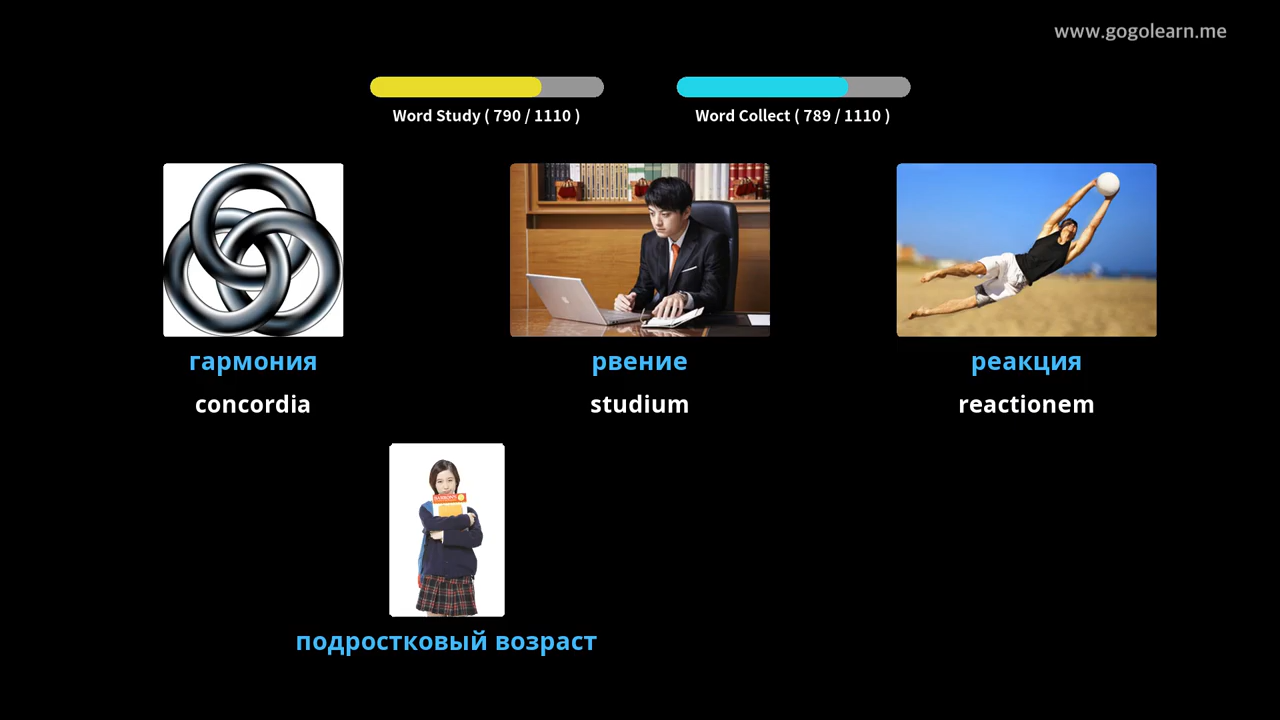 www.gogolearn.me
Word Study ( 790 / 1110 )
Word Collect ( 789 / 1110 )
гармония
рвение
реакция
concordia
studium
reactionem
подростковый возраст